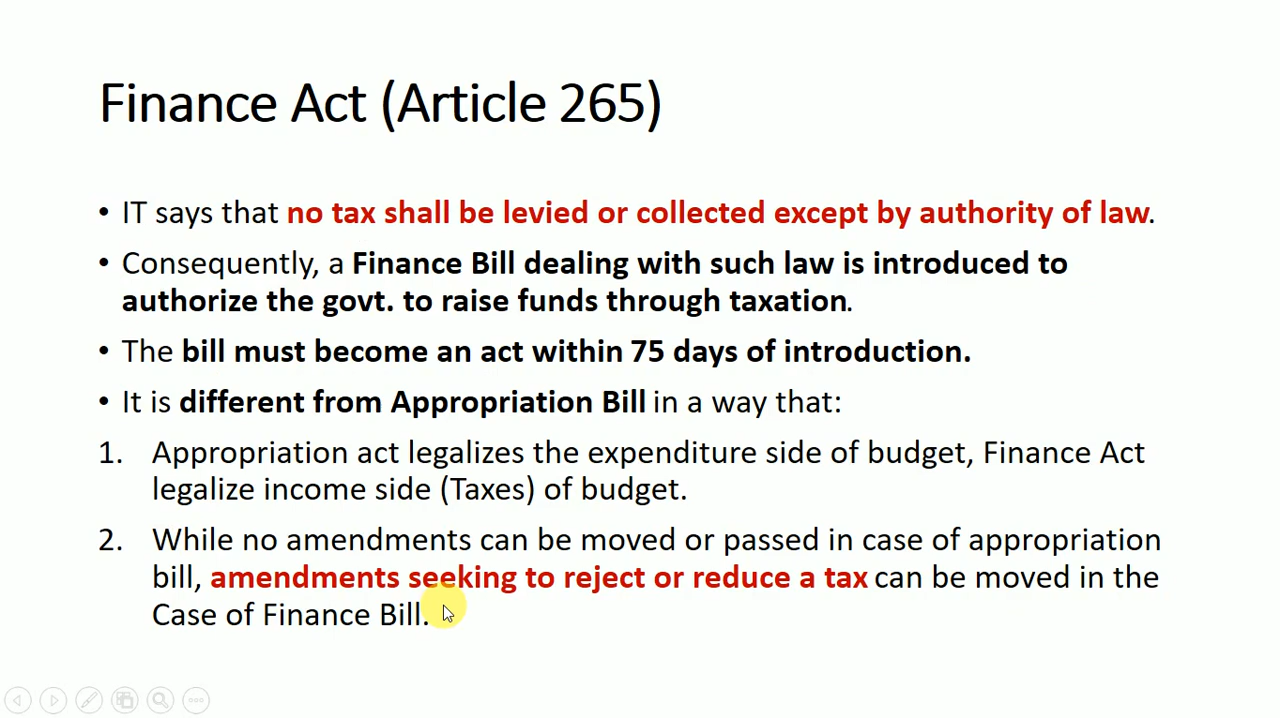 Finance Act (Article 265)
• IT says that no tax shall be levied or collected except by authority of law.
• Consequently, a Finance Bill dealing with such law is introduced to
authorize the govt. to raise funds through taxation.
• The bill must become an act within 75 days of introduction.
• It is different from Appropriation Bill in a way that:
1. Appropriation act legalizes the expenditure side of budget, Finance Act
legalize income side (Taxes) of budget.
2. While no amendments can be moved or passed in case of appropriation
bill, amendments seeking to reject or reduce a tax can be moved in the
Case of Finance Bill.